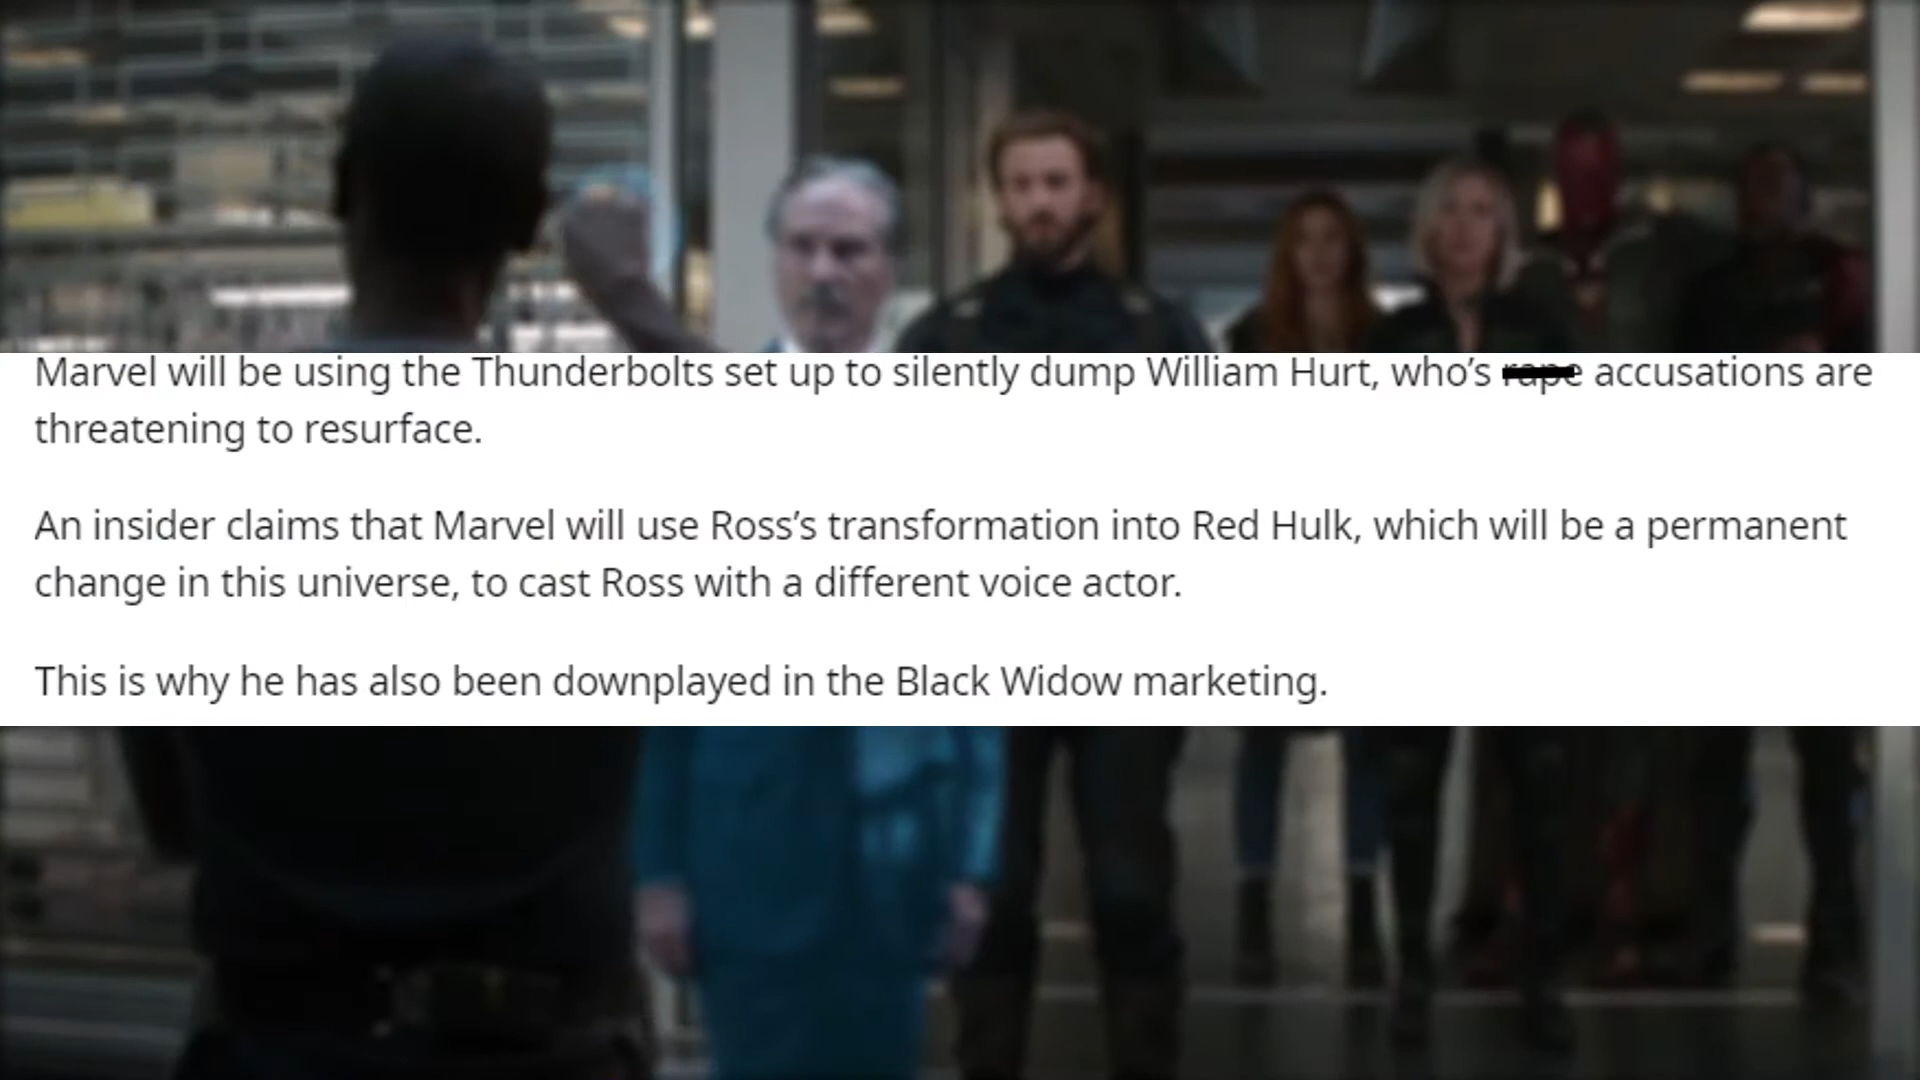 Marvel will be using the Thunderbolts set up to silently dump William Hurt, who’s rape accusations are
threatening to resurface.
An insider claims that Marvel will use Ross’s transformation into Red Hulk, which will be a permanent
change in this universe, to cast Ross with a different voice actor.
This is why he has also been downplayed in the Black Widow marketing.